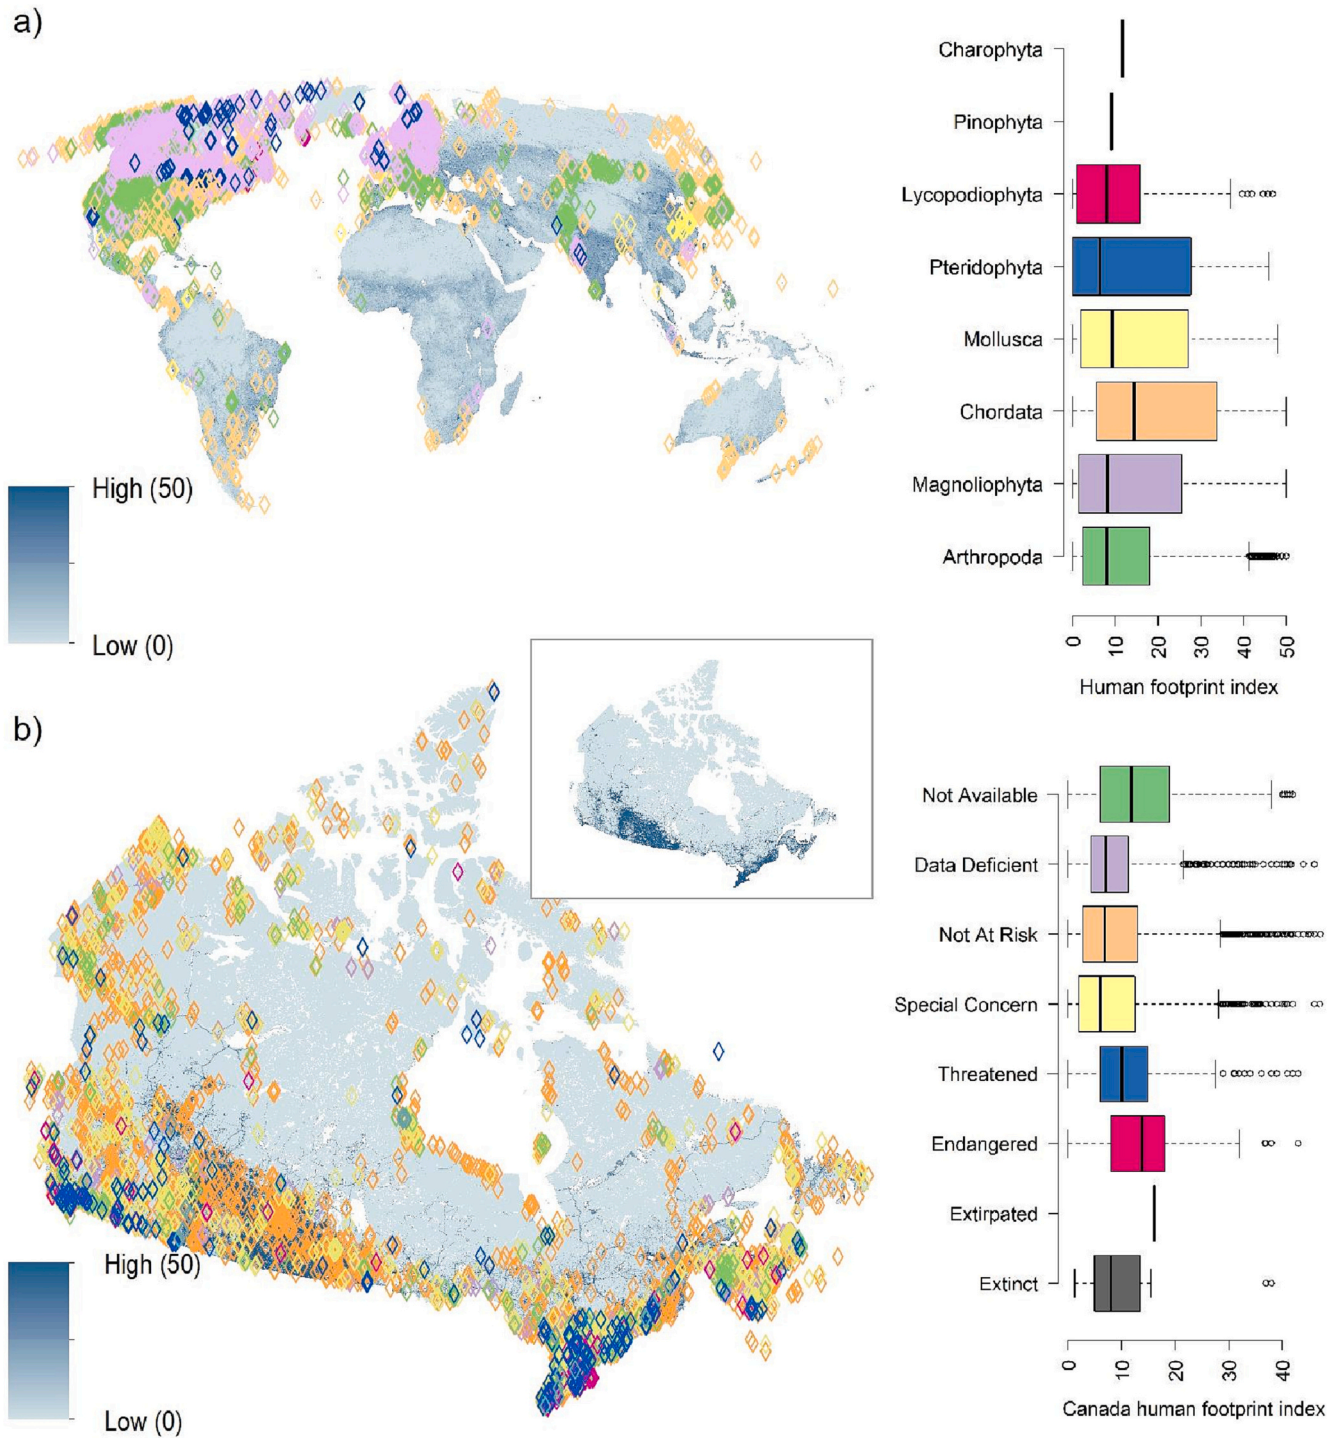 a)
Charophyta
Pinophyta
Lycopodiophyta
Pteridophyta
Mollusca
Chordata
Magnoliophyta
Arthropoda
0 10 20 30 40 50
Human footprint index
High (50)
Low (0)
b)
Not Available
Data Deficient
Not At Risk
Special Concern
Threatened
Endangered
Extirpated
Extinct
0 10 20 30 40
Canada human footprint index
High (50)
Low (0)